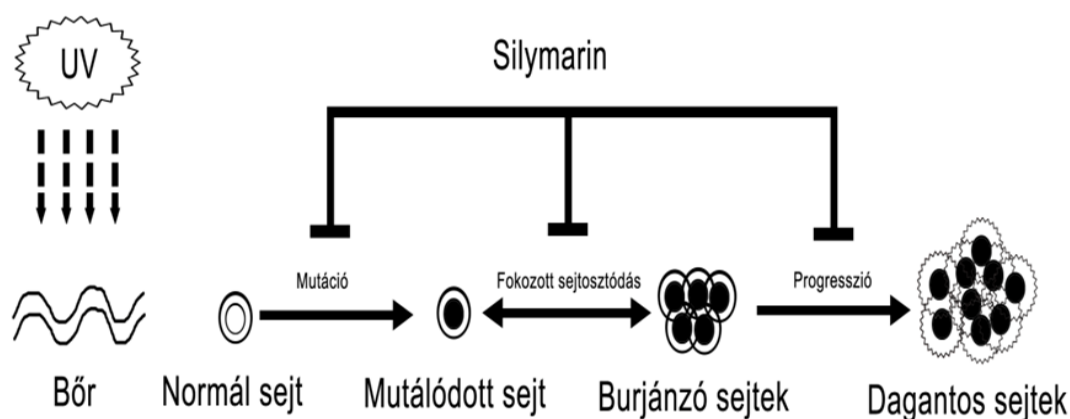 UV
Silymarin
Mutáció
Fokozott sejtosztódás
Progresszió
Bőr
Normál sejt
Mutálódott sejt
Burjánzó sejtek
Dagantos sejtek